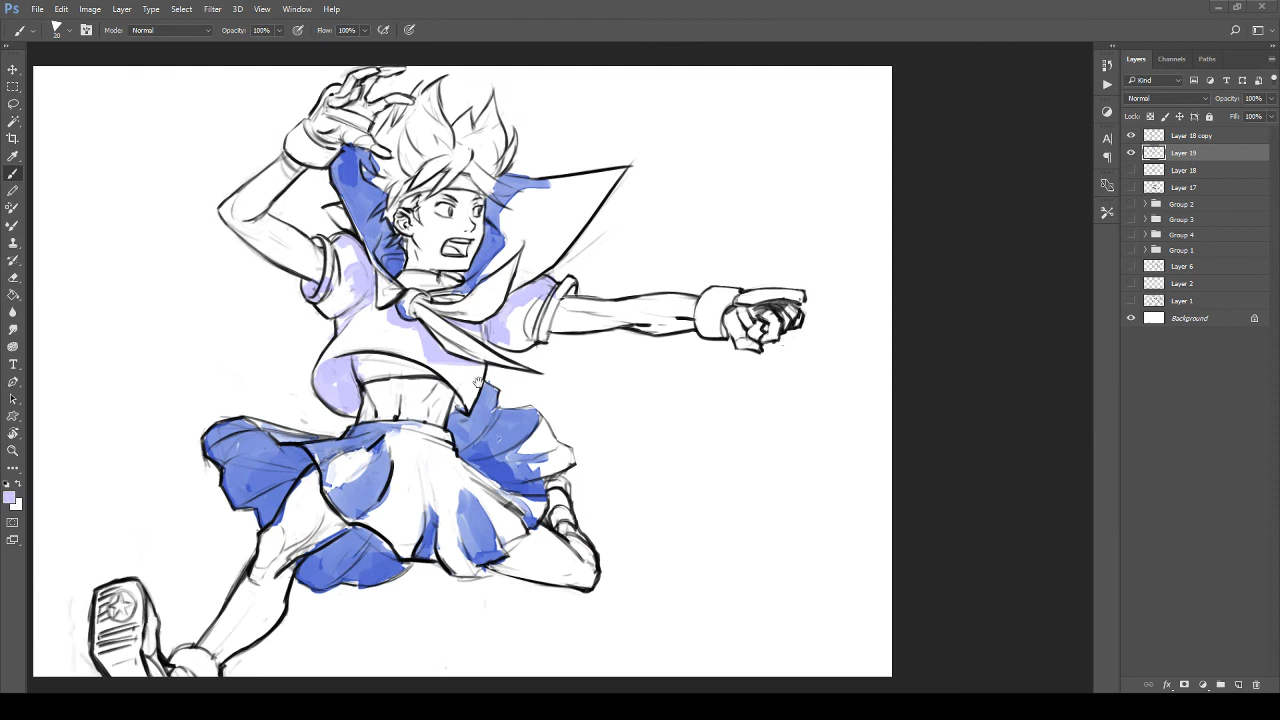 Ps File Edit Image Layer Type Select Filter 3D View Window Help
20 Mode: Normal Opacity: 100% Flow: 100%
Layers Channels Paths
Kind
Normal Opacity: 100%
Lock: Fill: 100%
Layer 18 copy
Layer 19
Layer 18
Layer 17
Group 2
Group 3
Group 4
Group 1
Layer 6
Layer 2
Layer 1
Background